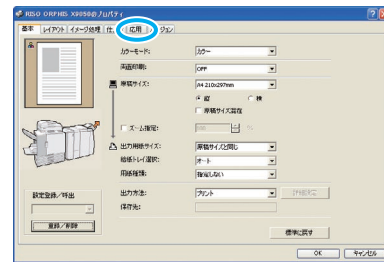 RISO ORPHIS X9050のプロパティ
基本 レイアウト イメージ処理 仕 応用 ジョン
カラーモード: カラー
両面印刷: OFF
原稿サイズ: A4 210x297mm
縦 横
原稿サイズ混在
ズーム指定: 100 %
出力用紙サイズ: 原稿サイズと同じ
給紙トレイ選択: オート
用紙種類: 指定しない
設定登録/呼出
出力方法: プリント 詳細設定
保存先:
登録/削除
標準に戻す
OK キャンセル